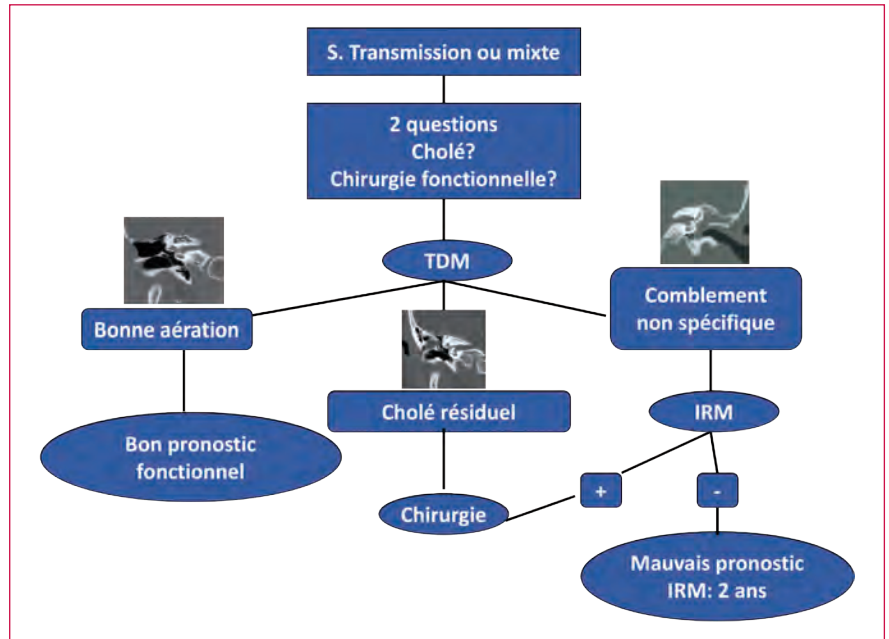 S. Transmission ou mixte
2 questions
Cholé?
Chirurgie fonctionnelle?
TDM
Bonne aération
Comblement
non spécifique
Cholé résiduel
IRM
Bon pronostic
fonctionnel
+
-
Chirurgie
Mauvais pronostic
IRM: 2 ans